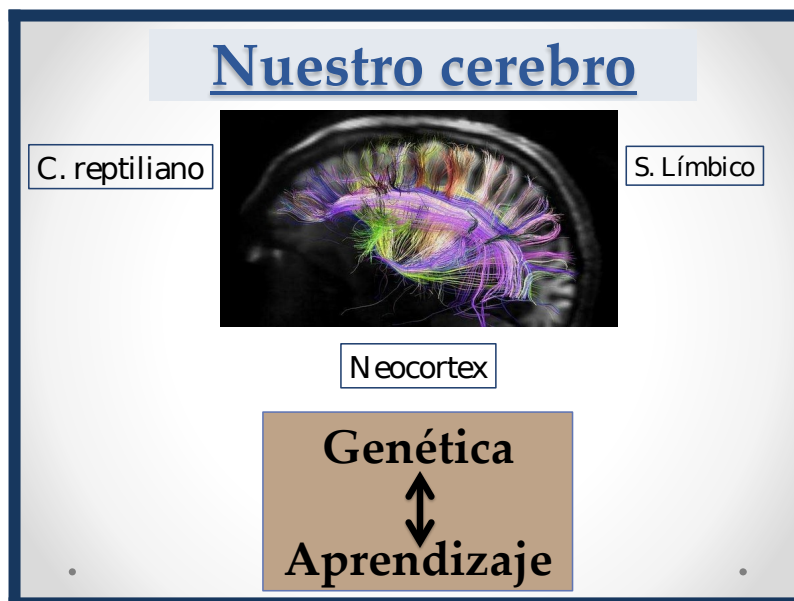 Nuestro cerebro
C. reptiliano
S. Límbico
Neocortex
Genética
Aprendizaje